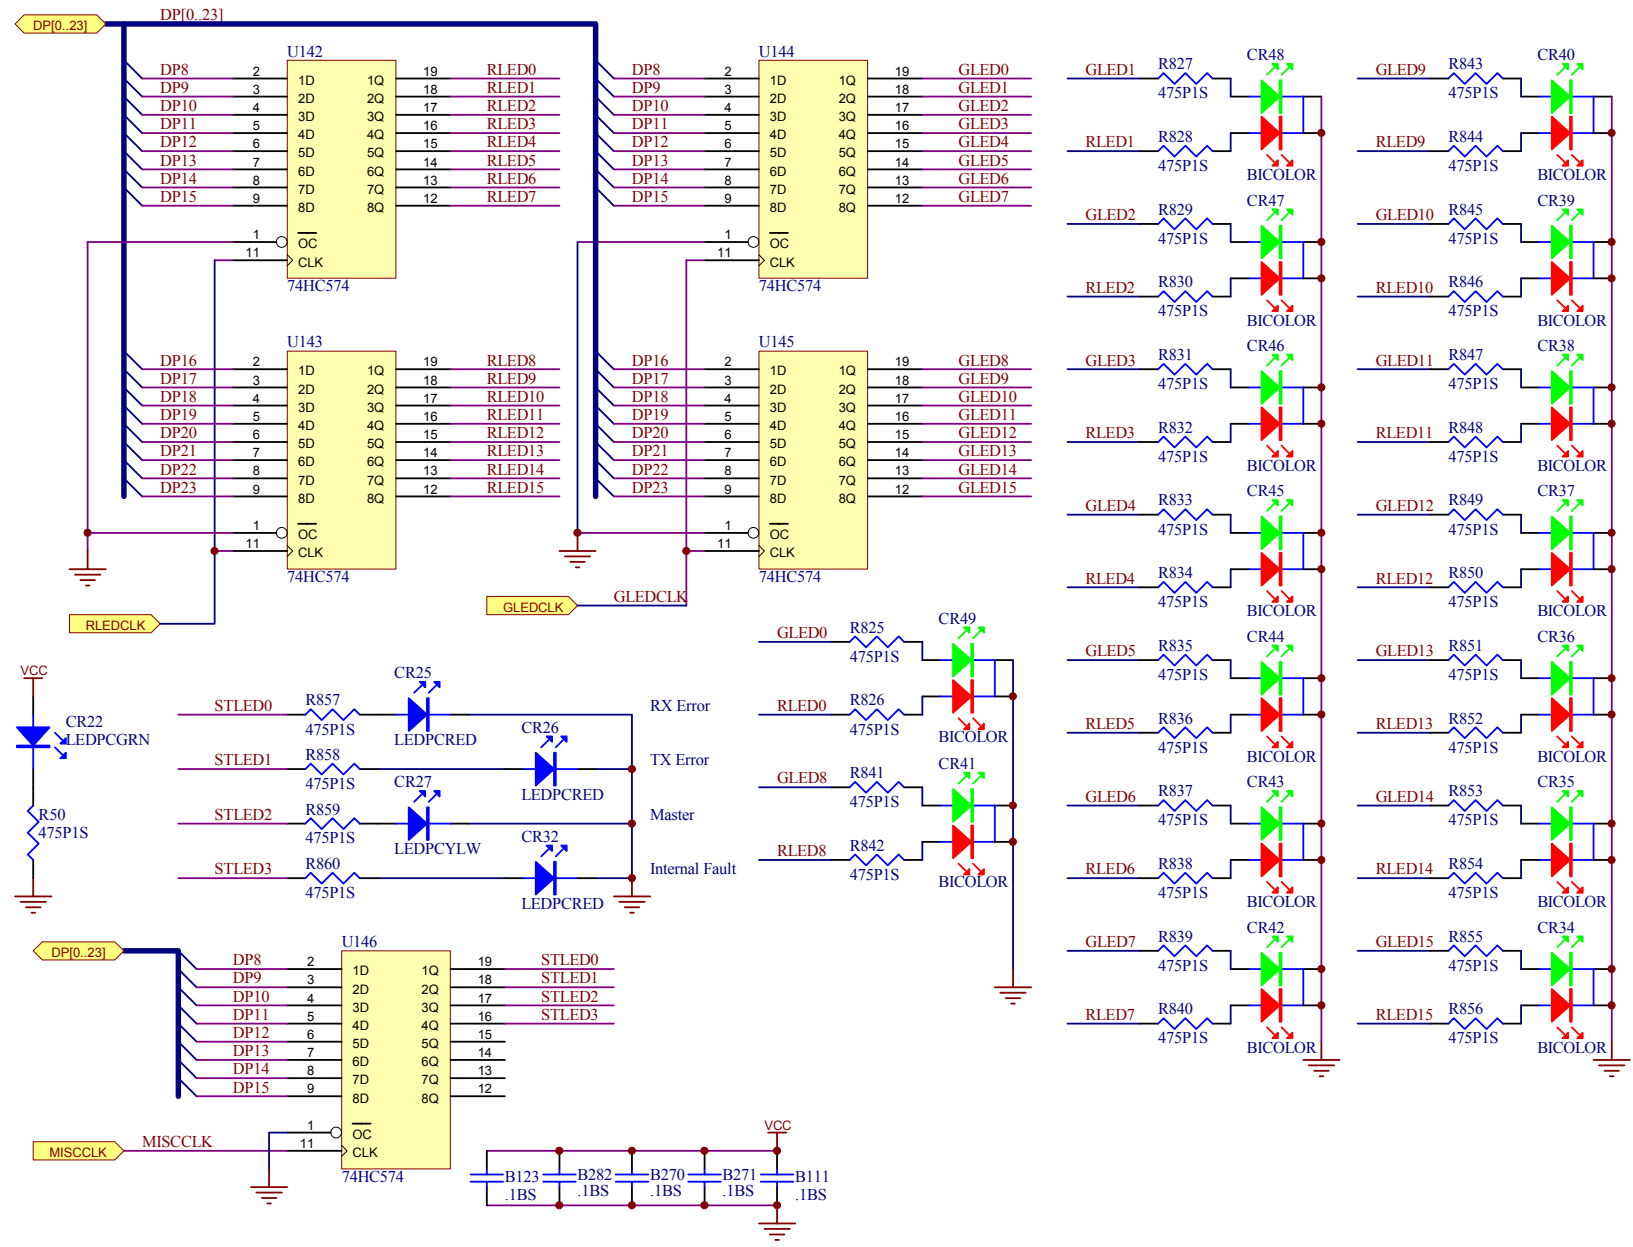 DP[0..23]
DP[0..23]
U142
DP8 2 1D 1Q 19 RLED0
DP9 3 2D 2Q 18 RLED1
DP10 4 3D 3Q 17 RLED2
DP11 5 4D 4Q 16 RLED3
DP12 6 5D 5Q 15 RLED4
DP13 7 6D 6Q 14 RLED5
DP14 8 7D 7Q 13 RLED6
DP15 9 8D 8Q 12 RLED7
1 OC
11 CLK
74HC574
U144
DP8 2 1D 1Q 19 GLED0
DP9 3 2D 2Q 18 GLED1
DP10 4 3D 3Q 17 GLED2
DP11 5 4D 4Q 16 GLED3
DP12 6 5D 5Q 15 GLED4
DP13 7 6D 6Q 14 GLED5
DP14 8 7D 7Q 13 GLED6
DP15 9 8D 8Q 12 GLED7
1 OC
11 CLK
74HC574
U143
DP16 2 1D 1Q 19 RLED8
DP17 3 2D 2Q 18 RLED9
DP18 4 3D 3Q 17 RLED10
DP19 5 4D 4Q 16 RLED11
DP20 6 5D 5Q 15 RLED12
DP21 7 6D 6Q 14 RLED13
DP22 8 7D 7Q 13 RLED14
DP23 9 8D 8Q 12 RLED15
1 OC
11 CLK
74HC574
RLEDCLK
U145
DP16 2 1D 1Q 19 GLED8
DP17 3 2D 2Q 18 GLED9
DP18 4 3D 3Q 17 GLED10
DP19 5 4D 4Q 16 GLED11
DP20 6 5D 5Q 15 GLED12
DP21 7 6D 6Q 14 GLED13
DP22 8 7D 7Q 13 GLED14
DP23 9 8D 8Q 12 GLED15
1 OC
11 CLK
74HC574
GLEDCLK GLEDCLK
VCC
CR22
LEDPCGRN
R50
475P1S
STLED0 R857 475P1S CR25 LEDPCRED RX Error
STLED1 R858 475P1S CR26 LEDPCRED TX Error
STLED2 R859 475P1S CR27 LEDPCYLW Master
STLED3 R860 475P1S CR32 LEDPCRED Internal Fault
CR49
GLED0 R825 475P1S
RLED0 R826 475P1S
BICOLOR
CR41
GLED8 R841 475P1S
RLED8 R842 475P1S
BICOLOR
CR48
GLED1 R827 475P1S
RLED1 R828 475P1S
BICOLOR
CR47
GLED2 R829 475P1S
RLED2 R830 475P1S
BICOLOR
CR46
GLED3 R831 475P1S
RLED3 R832 475P1S
BICOLOR
CR45
GLED4 R833 475P1S
RLED4 R834 475P1S
BICOLOR
CR44
GLED5 R835 475P1S
RLED5 R836 475P1S
BICOLOR
CR43
GLED6 R837 475P1S
RLED6 R838 475P1S
BICOLOR
CR42
GLED7 R839 475P1S
RLED7 R840 475P1S
BICOLOR
CR40
GLED9 R843 475P1S
RLED9 R844 475P1S
BICOLOR
CR39
GLED10 R845 475P1S
RLED10 R846 475P1S
BICOLOR
CR38
GLED11 R847 475P1S
RLED11 R848 475P1S
BICOLOR
CR37
GLED12 R849 475P1S
RLED12 R850 475P1S
BICOLOR
CR36
GLED13 R851 475P1S
RLED13 R852 475P1S
BICOLOR
CR35
GLED14 R853 475P1S
RLED14 R854 475P1S
BICOLOR
CR34
GLED15 R855 475P1S
RLED15 R856 475P1S
BICOLOR
DP[0..23]
U146
DP8 2 1D 1Q 19 STLED0
DP9 3 2D 2Q 18 STLED1
DP10 4 3D 3Q 17 STLED2
DP11 5 4D 4Q 16 STLED3
DP12 6 5D 5Q 15
DP13 7 6D 6Q 14
DP14 8 7D 7Q 13
DP15 9 8D 8Q 12
1 OC
MISCCLK MISCCLK 11 CLK
74HC574
VCC
B123 B282 B270 B271 B111
.1BS .1BS .1BS .1BS .1BS